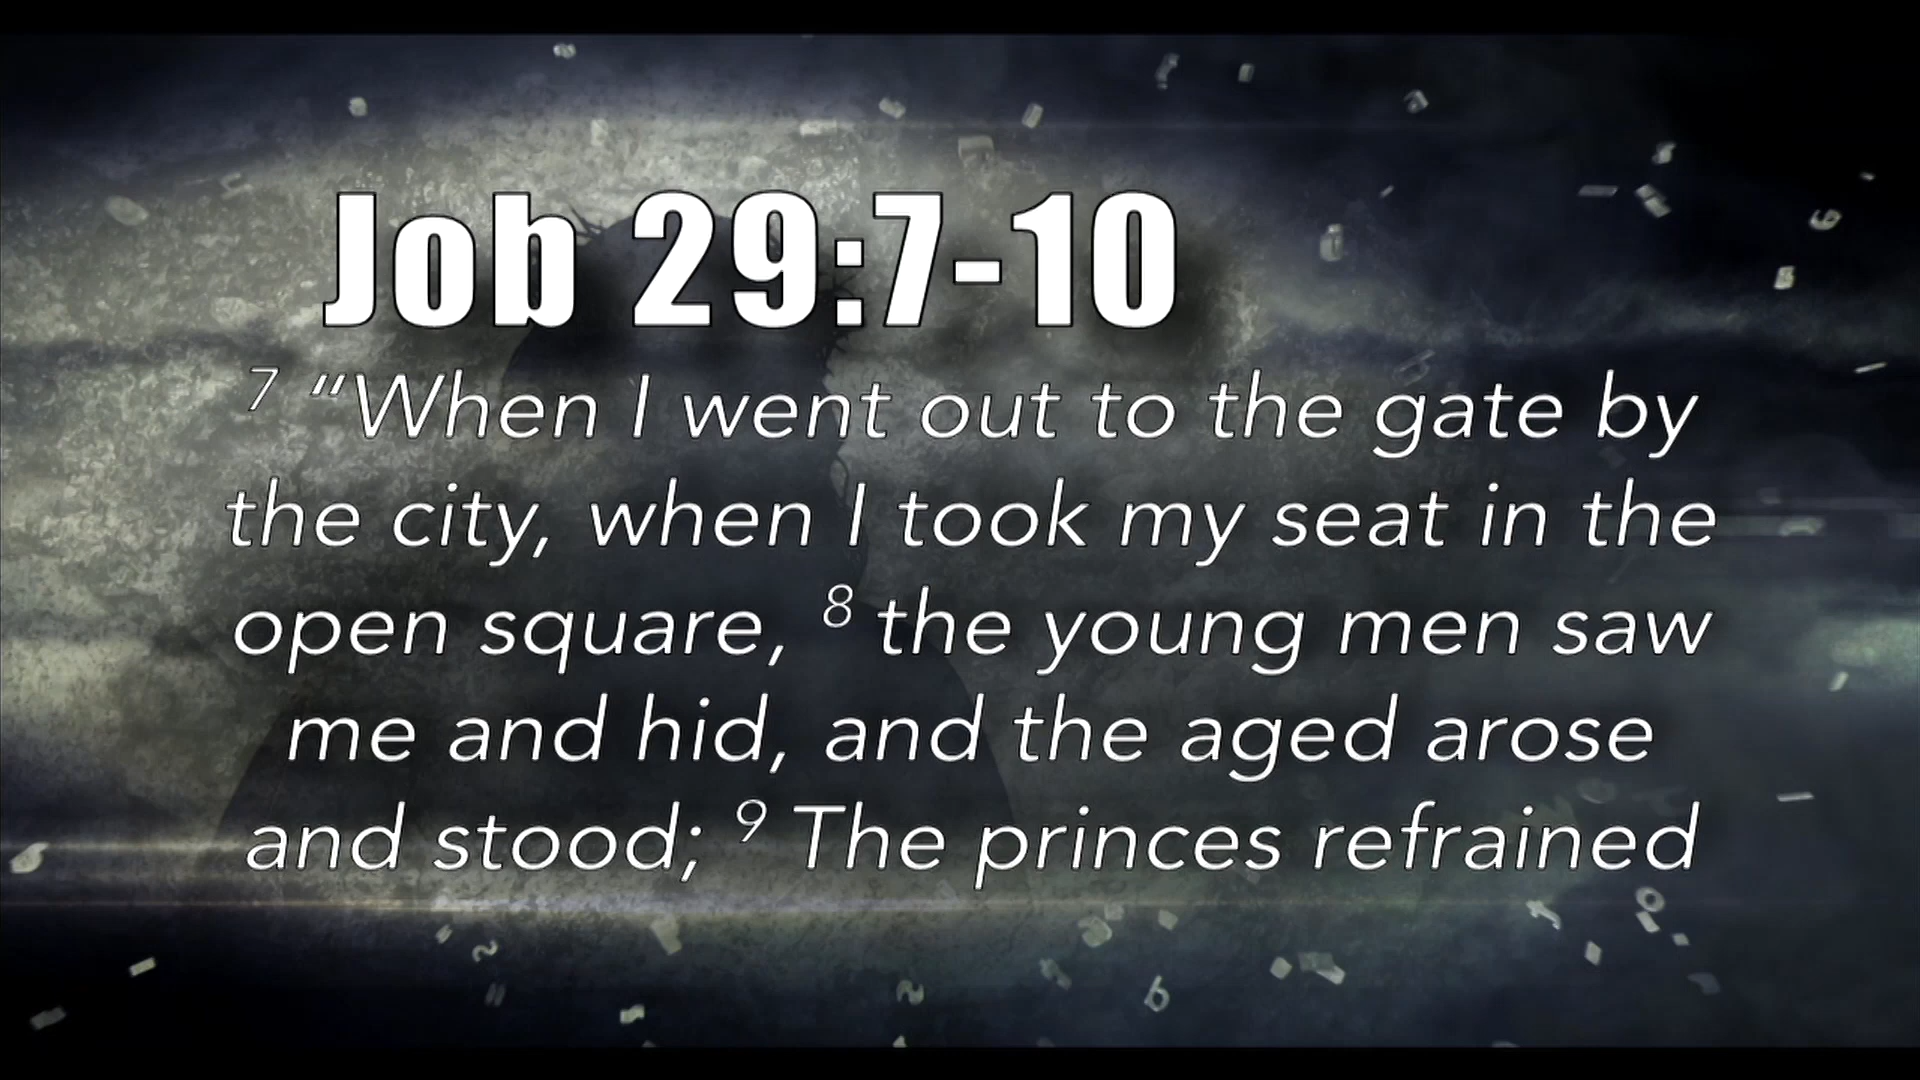 Job 29:7-10
7 “When I went out to the gate by
the city, when I took my seat in the
open square, 8 the young men saw
me and hid, and the aged arose
and stood; 9 The princes refrained